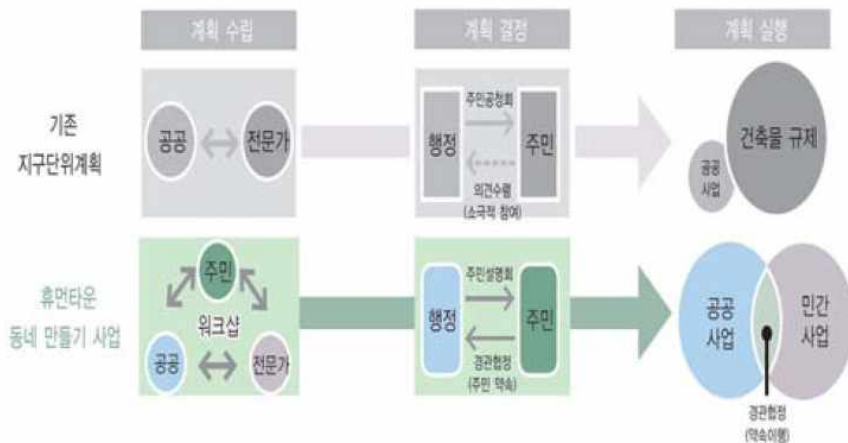 계획 수립
계획 결정
계획 실행
기존
지구단위계획
공공
전문가
주민공청회
행정
주민
의견수렴
(소극적 참여)
공공
사업
건축물 규제
휴먼타운
동네 만들기 사업
주민
워크샵
공공
전문가
주민설명회
행정
주민
경관협정
(주민 약속)
공공
사업
민간
사업
경관협정
(약속이행)